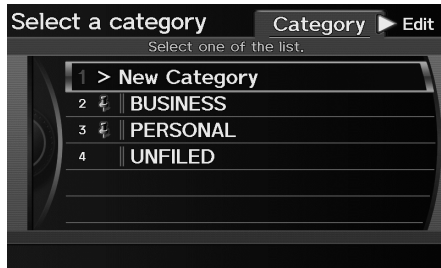 Select a category Category Edit
Select one of the list.
1 > New Category
2 BUSINESS
3 PERSONAL
4 UNFILED